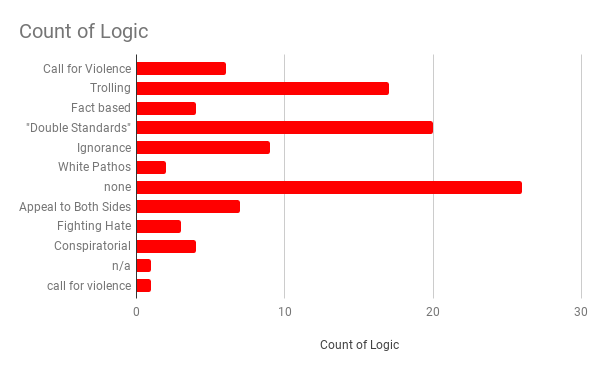 Count of Logic
Call for Violence
Trolling
Fact based
"Double Standards"
Ignorance
White Pathos
none
Appeal to Both Sides
Fighting Hate
Conspiratorial
n/a
call for violence
0 10 20 30
Count of Logic